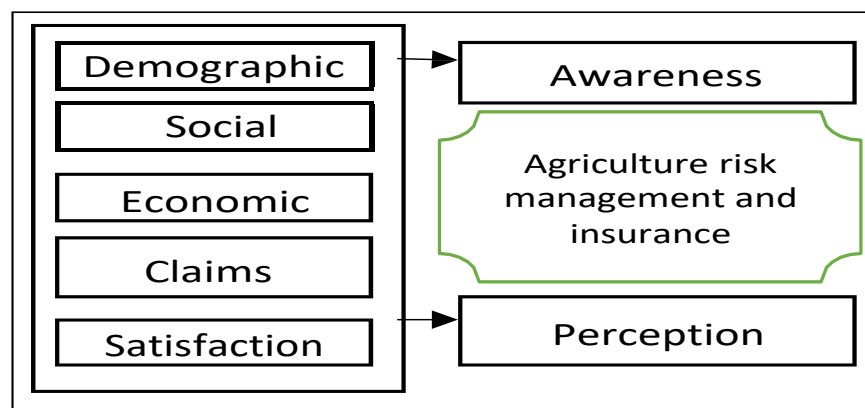 Demographic
Social
Economic
Claims
Satisfaction
Awareness
Agriculture risk
management and
insurance
Perception